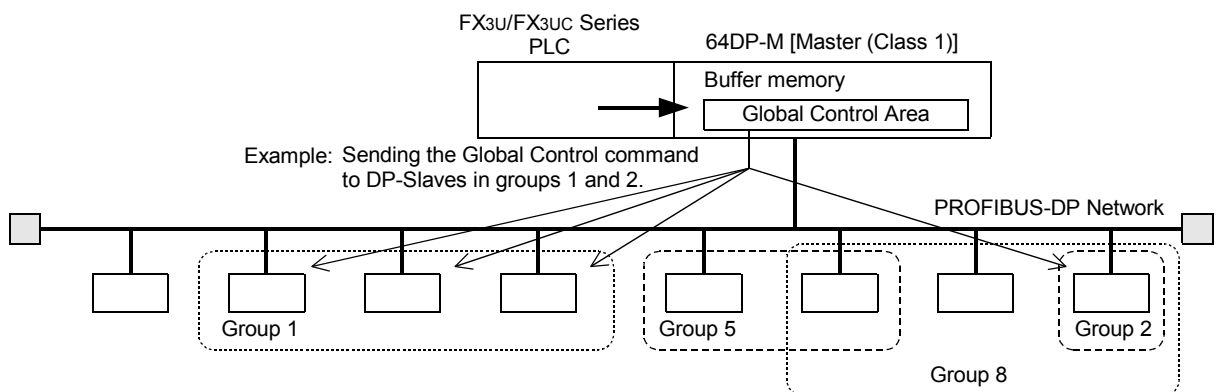 FX3U/FX3UC Series
PLC
64DP-M [Master (Class 1)]
Buffer memory
Global Control Area
Example: Sending the Global Control command
to DP-Slaves in groups 1 and 2.
PROFIBUS-DP Network
Group 1
Group 5
Group 2
Group 8